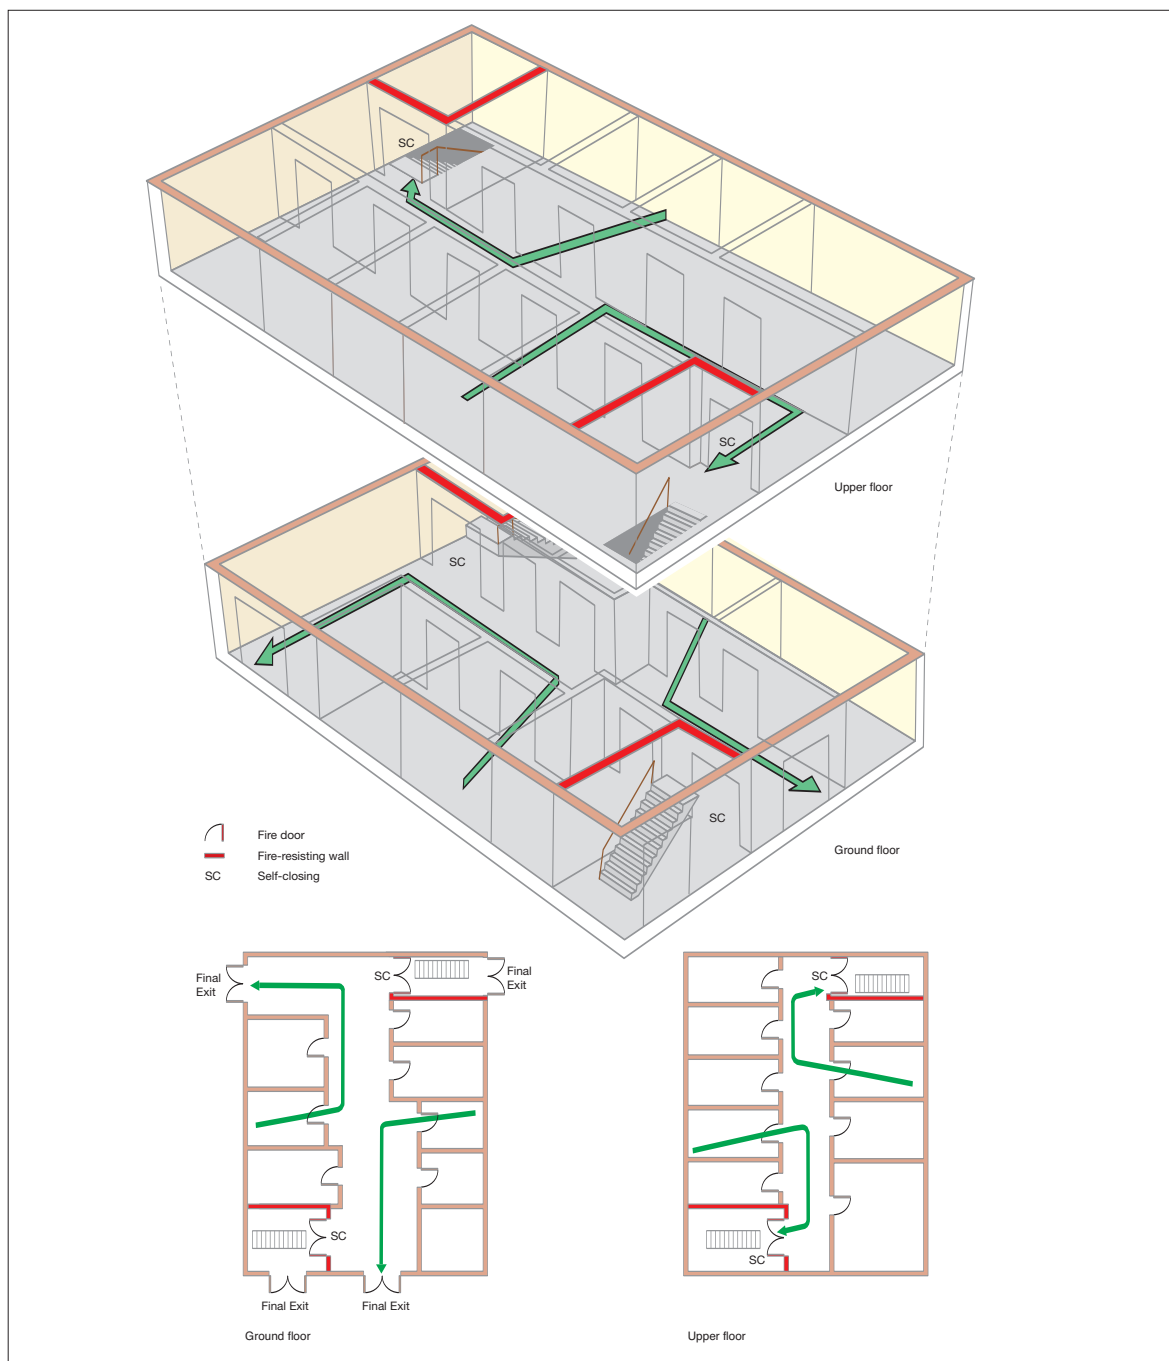 SC
SC
Upper floor
SC
SC
Ground floor
Fire door
Fire-resisting wall
SC
Self-closing
Final
Exit
SC
Final
Exit
SC
Final Exit
Final Exit
Ground floor
SC
SC
Upper floor